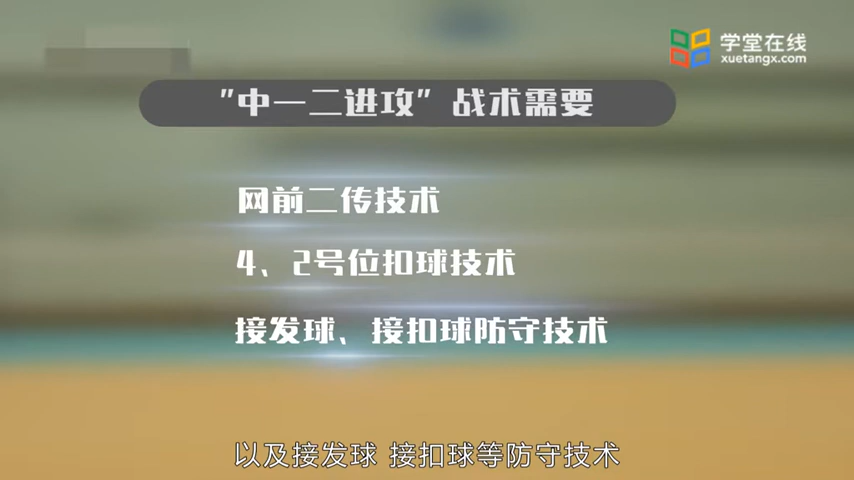 学堂在线
xuetangx.com
"中一二进攻"战术需要
网前二传技术
4、2号位扣球技术
接发球、接扣球防守技术
以及接发球 接扣球等防守技术